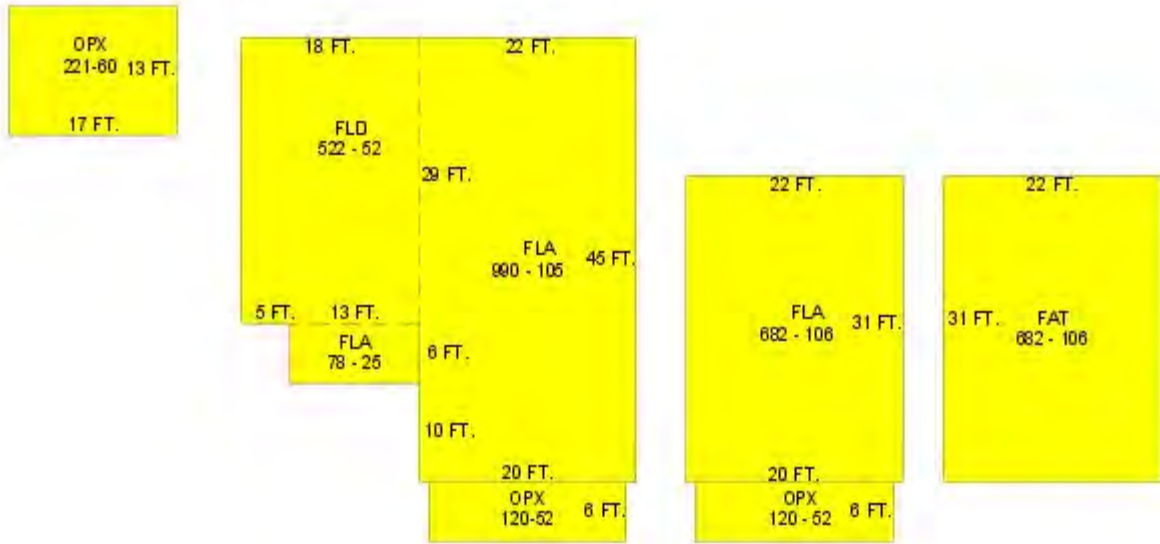 OPX
221-60 13 FT.
17 FT.
18 FT.
22 FT.
FLD
522 - 52
29 FT.
FLA
990 - 105
45 FT.
5 FT.
13 FT.
FLA
78 - 25
6 FT.
10 FT.
20 FT.
OPX
120-52
6 FT.
22 FT.
FLA
682 - 106
31 FT.
20 FT.
OPX
120 - 52
6 FT.
22 FT.
31 FT.
FAT
682 - 106